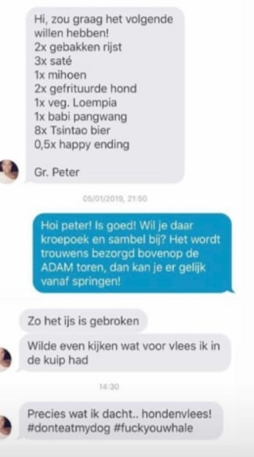 Hi, zou graag het volgende
willen hebben!
2x gebakken rijst
3x saté
1x mihoen
2x gefrituurde hond
1x veg. Loempia
1x babi pangwang
8x Tsintao bier
0,5x happy ending
Gr. Peter
05/01/2019, 21:50
Hoi peter! Is goed! Wil je daar
kroepoek en sambel bij? Het wordt
trouwens bezorgd bovenop de
ADAM toren, dan kan je er gelijk
vanaf springen!
Zo het ijs is gebroken
Wilde even kijken wat voor vlees ik in
de kuip had
14:30
Precies wat ik dacht.. hondenvlees!
#donteatmydog #fuckyouwhale